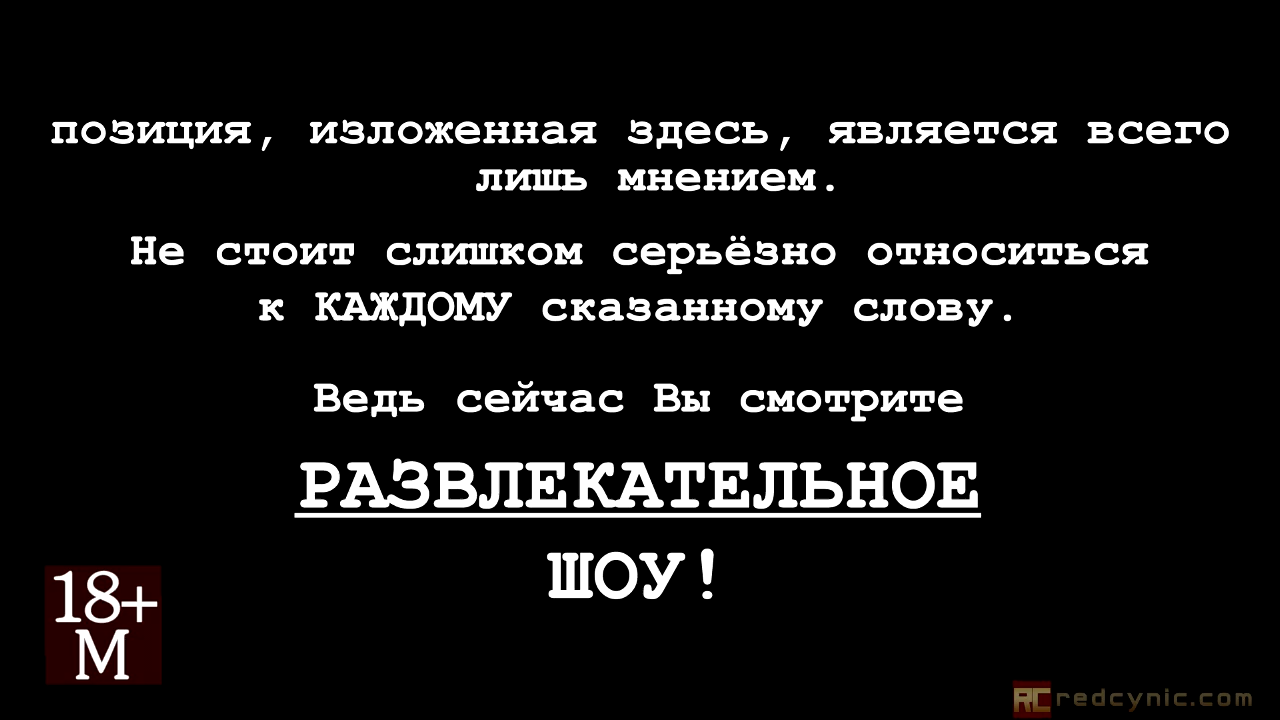 позиция, изложенная здесь, является всего
лишь мнением.
Не стоит слишком серьёзно относиться
к КАЖДОМУ сказанному слову.
Ведь сейчас Вы смотрите
РАЗВЛЕКАТЕЛЬНОЕ
ШОУ!
18+
M
RC redcynic.com